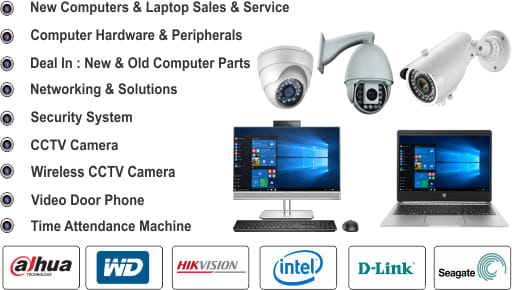 New Computers & Laptop Sales & Service
Computer Hardware & Peripherals
Deal In : New & Old Computer Parts
Networking & Solutions
Security System
CCTV Camera
Wireless CCTV Camera
Video Door Phone
Time Attendance Machine
alhua
TECHNOLOGY
WD
HIKVISION
intel
D-Link
Seagate